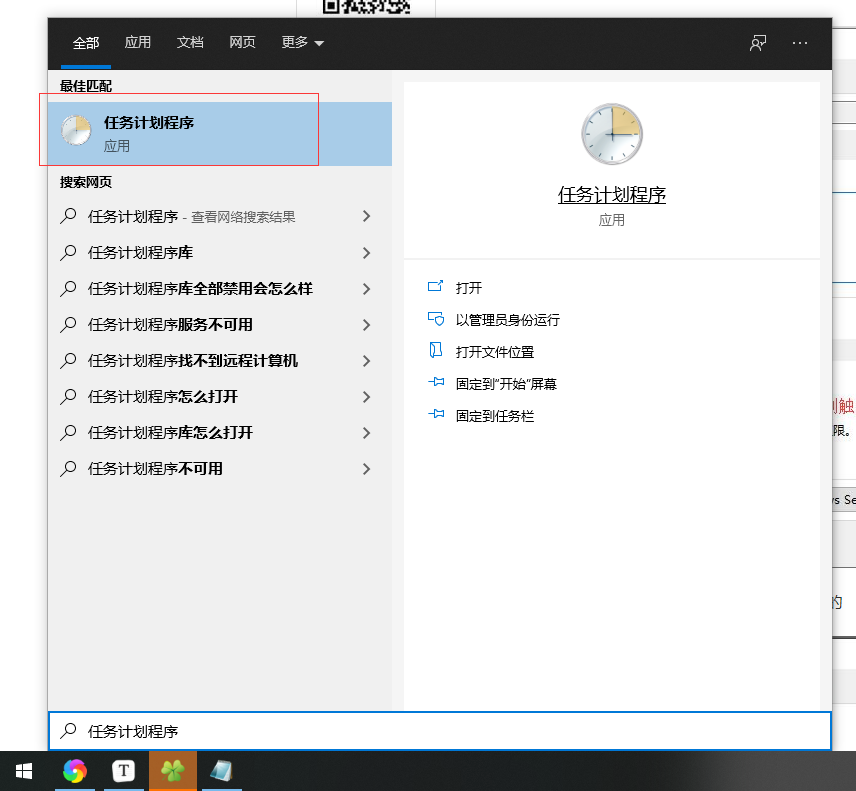 全部 应用 文档 网页 更多
最佳匹配
任务计划程序
应用
搜索网页
任务计划程序 - 查看网络搜索结果
任务计划程序库
任务计划程序库全部禁用会怎么样
任务计划程序服务不可用
任务计划程序找不到远程计算机
任务计划程序怎么打开
任务计划程序库怎么打开
任务计划程序不可用
任务计划程序
应用
打开
以管理员身份运行
打开文件位置
固定到"开始"屏幕
固定到任务栏
触
限。
s Se
的
任务计划程序
T